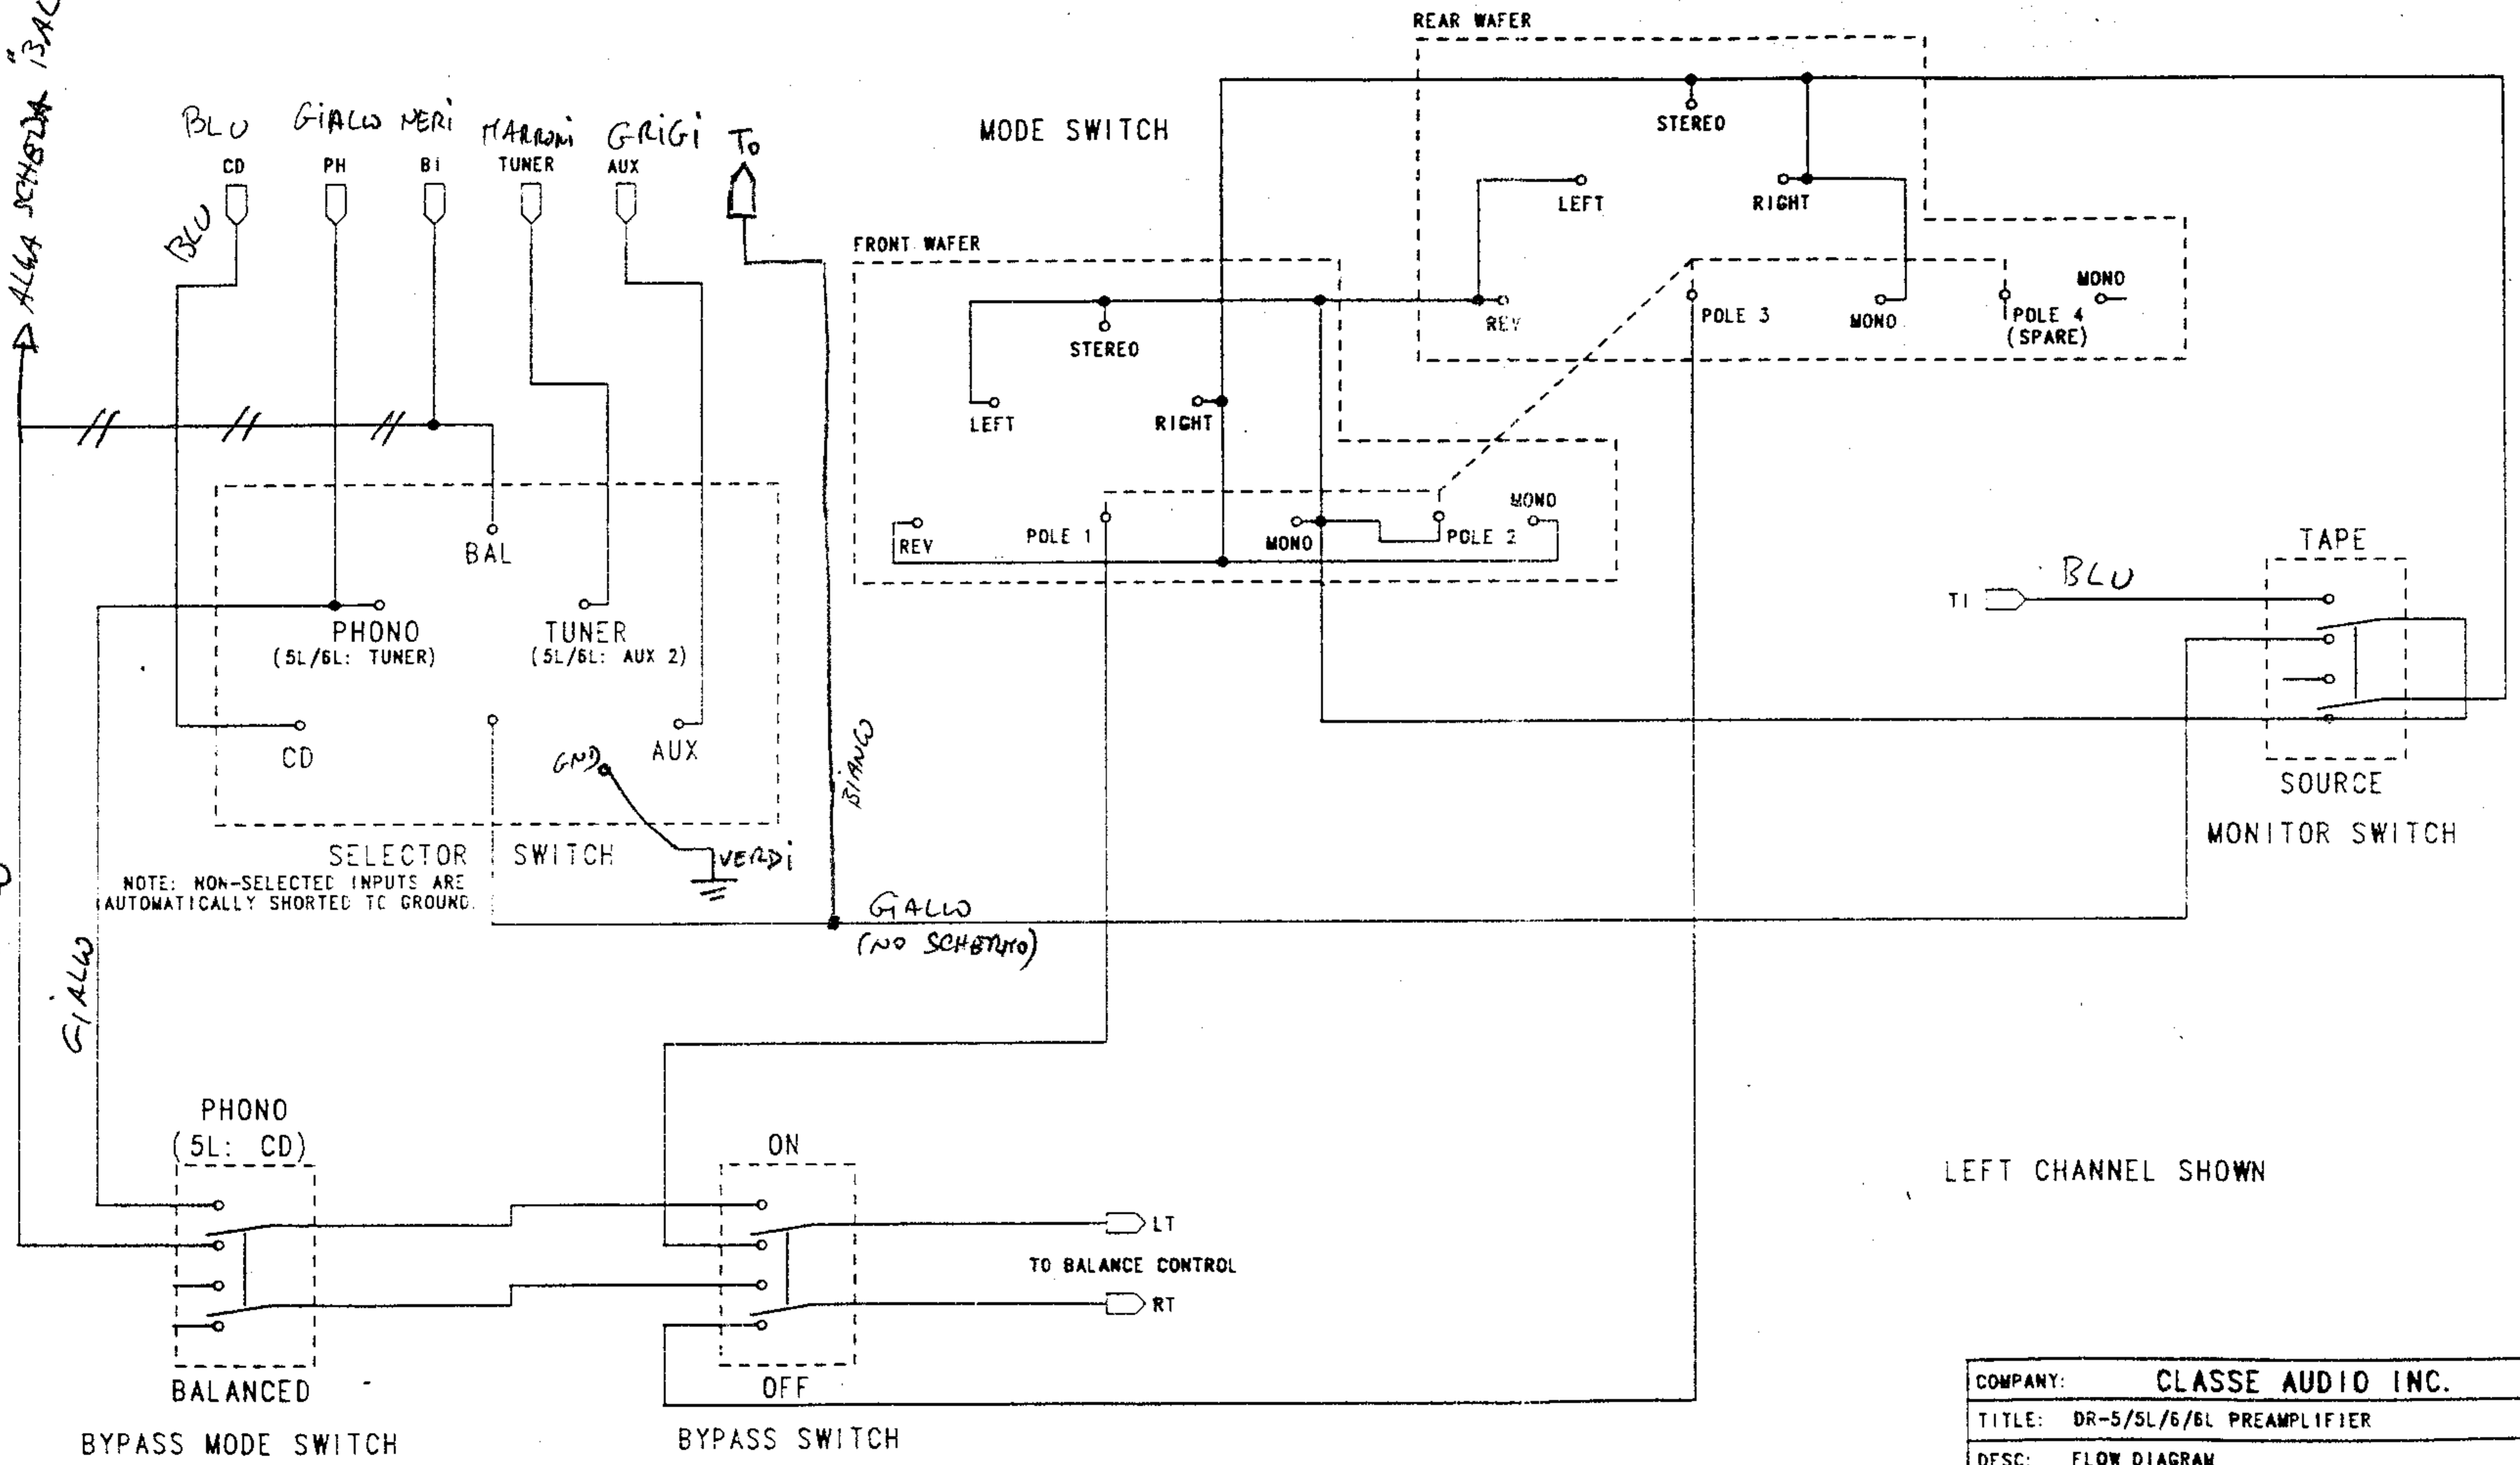 ALLA SCHEDA
REAR WAFER
BLU GIALLO NERI MARRONI GRIGI TO
CD PH BI TUNER AUX
BLU
MODE SWITCH
STEREO
LEFT RIGHT
FRONT WAFER
REV POLE 3 MONO POLE 4 MONO
(SPARE)
STEREO
LEFT RIGHT
REV POLE 1 MONO POLE 2 MONO
BAL
PHONO TUNER
(5L/6L: TUNER) (5L/6L: AUX 2)
CD AUX
GND
VERDI
SELECTOR SWITCH
NOTE: NON-SELECTED INPUTS ARE
AUTOMATICALLY SHORTED TO GROUND.
BIANCO
GIALLO
(NO SCHERMO)
GIALLO
TAPE
TI BLU
SOURCE
MONITOR SWITCH
PHONO
(5L: CD)
BALANCED
BYPASS MODE SWITCH
ON
LT
TO BALANCE CONTROL
RT
OFF
BYPASS SWITCH
LEFT CHANNEL SHOWN
COMPANY: CLASSE AUDIO INC.
TITLE: DR-5/5L/6/6L PREAMPLIFIER
DESC: FLOW DIAGRAM